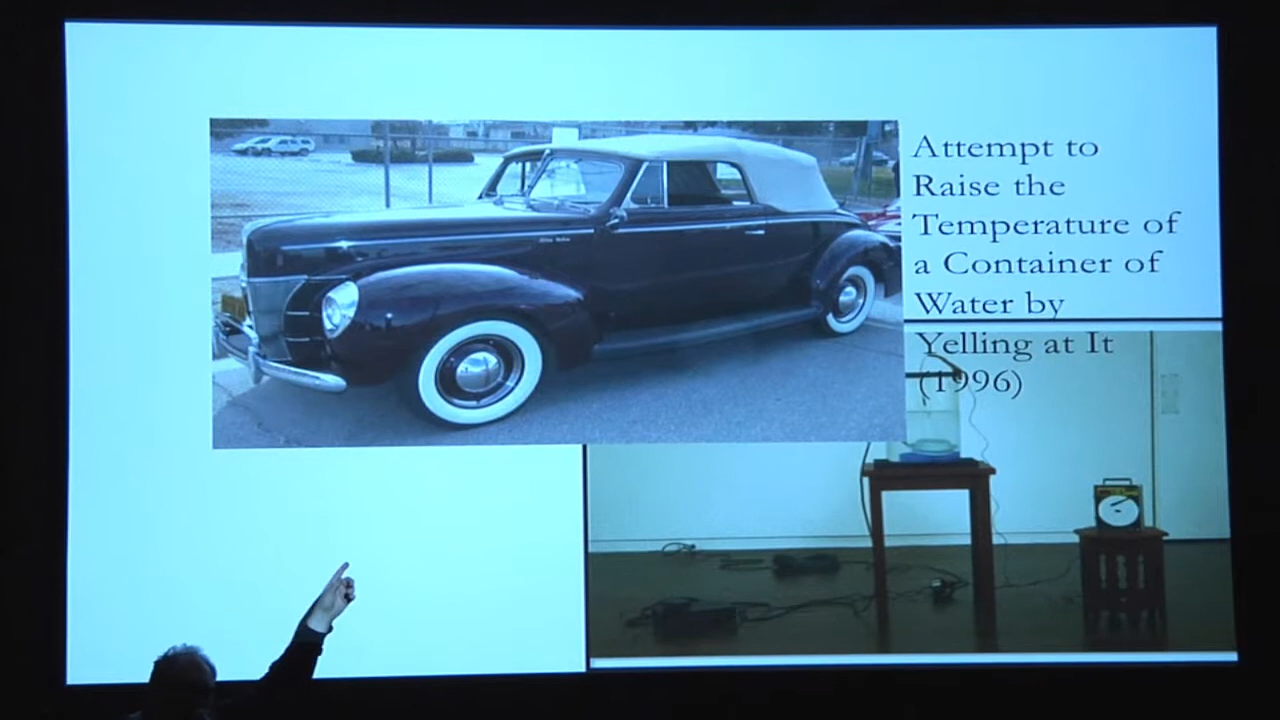 Attempt to
Raise the
Temperature of
a Container of
Water by
Yelling at It
(1996)